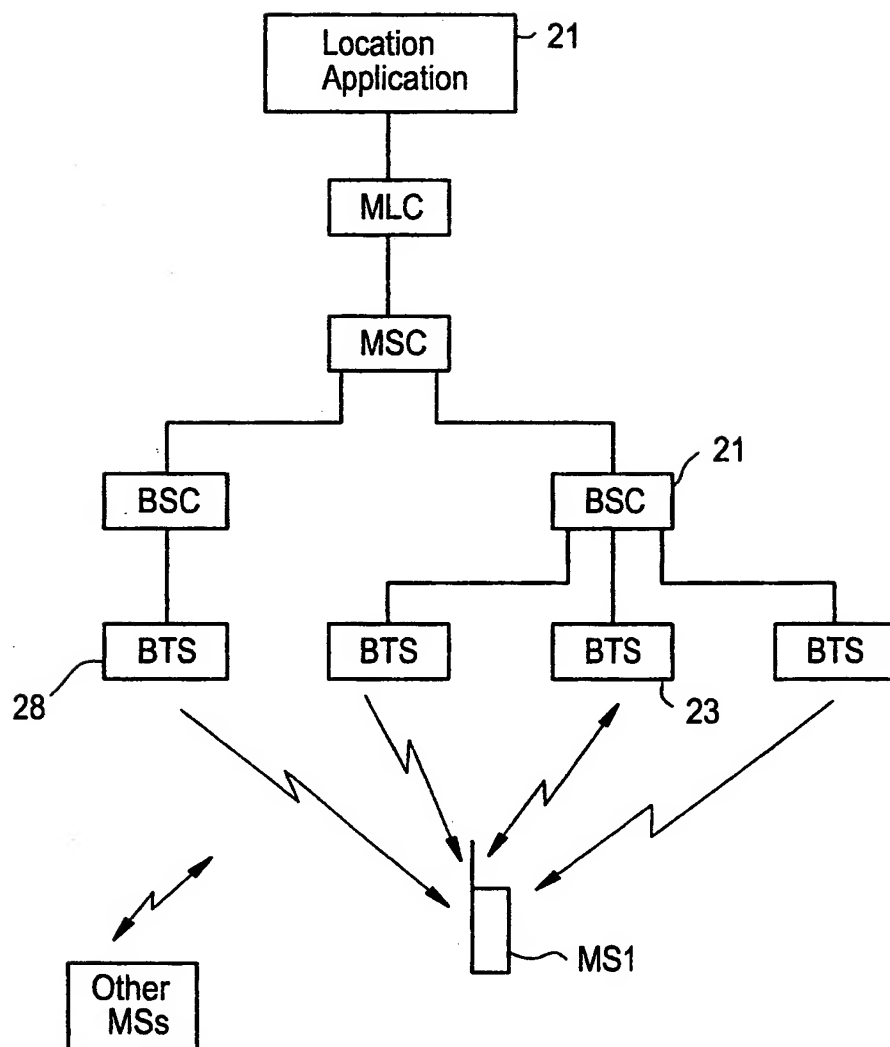 Location
Application
21
MLC
MSC
BSC
BSC
21
BTS
BTS
BTS
BTS
28
23
MS1
Other
MSs